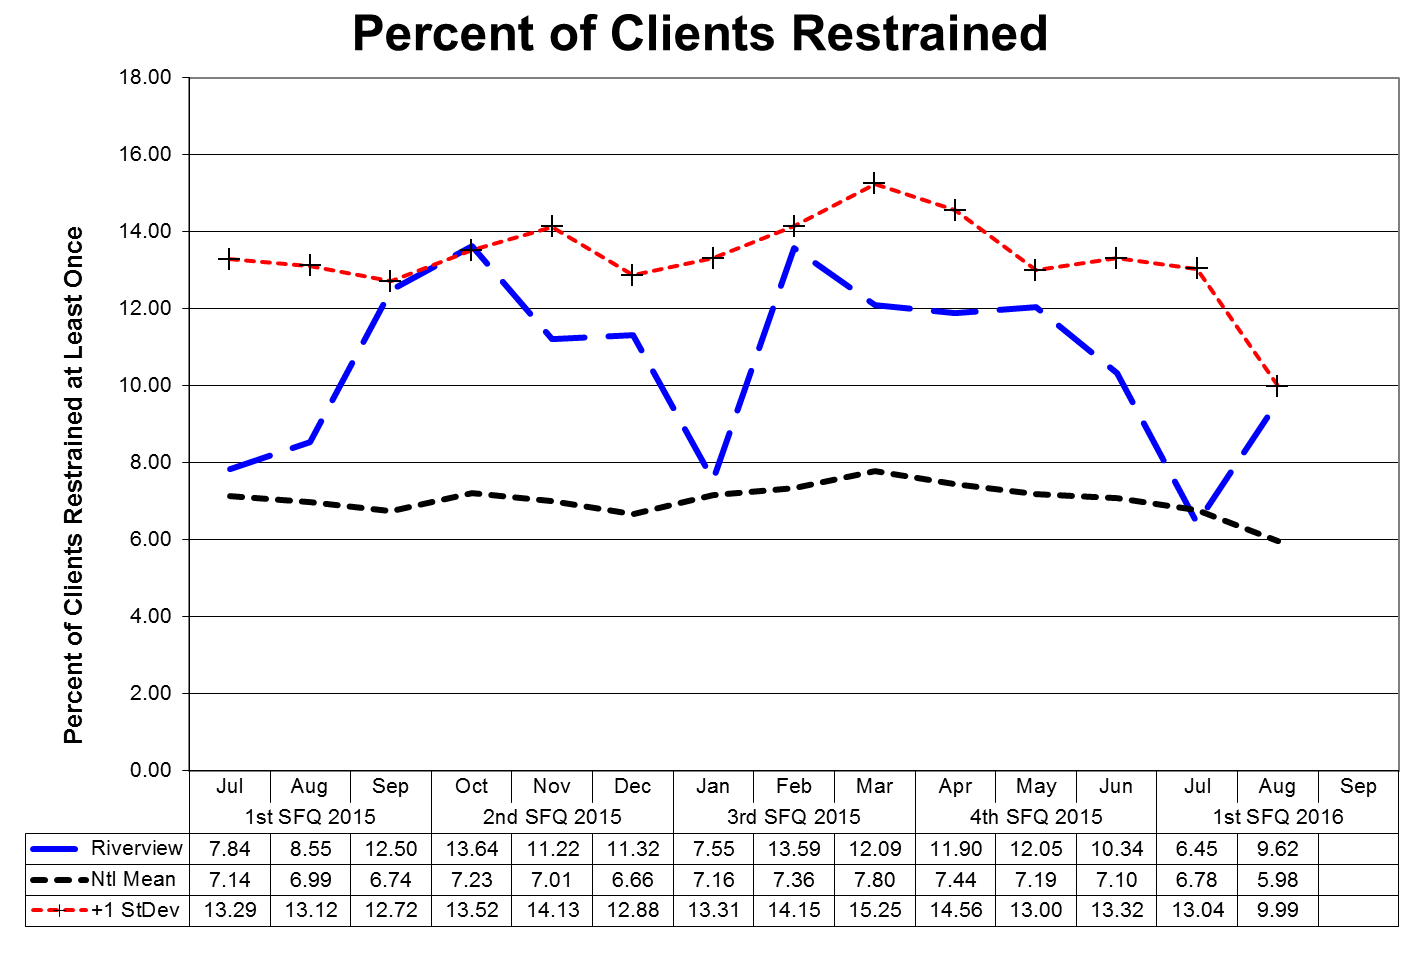 Percent of Clients Restrained
Percent of Clients Restrained at Least Once
18.00
16.00
14.00
12.00
10.00
8.00
6.00
4.00
2.00
0.00
Jul Aug Sep Oct Nov Dec Jan Feb Mar Apr May Jun Jul Aug Sep
1st SFQ 2015 2nd SFQ 2015 3rd SFQ 2015 4th SFQ 2015 1st SFQ 2016
Riverview 7.84 8.55 12.50 13.64 11.22 11.32 7.55 13.59 12.09 11.90 12.05 10.34 6.45 9.62
Ntl Mean 7.14 6.99 6.74 7.23 7.01 6.66 7.16 7.36 7.80 7.44 7.19 7.10 6.78 5.98
+1 StDev 13.29 13.12 12.72 13.52 14.13 12.88 13.31 14.15 15.25 14.56 13.00 13.32 13.04 9.99